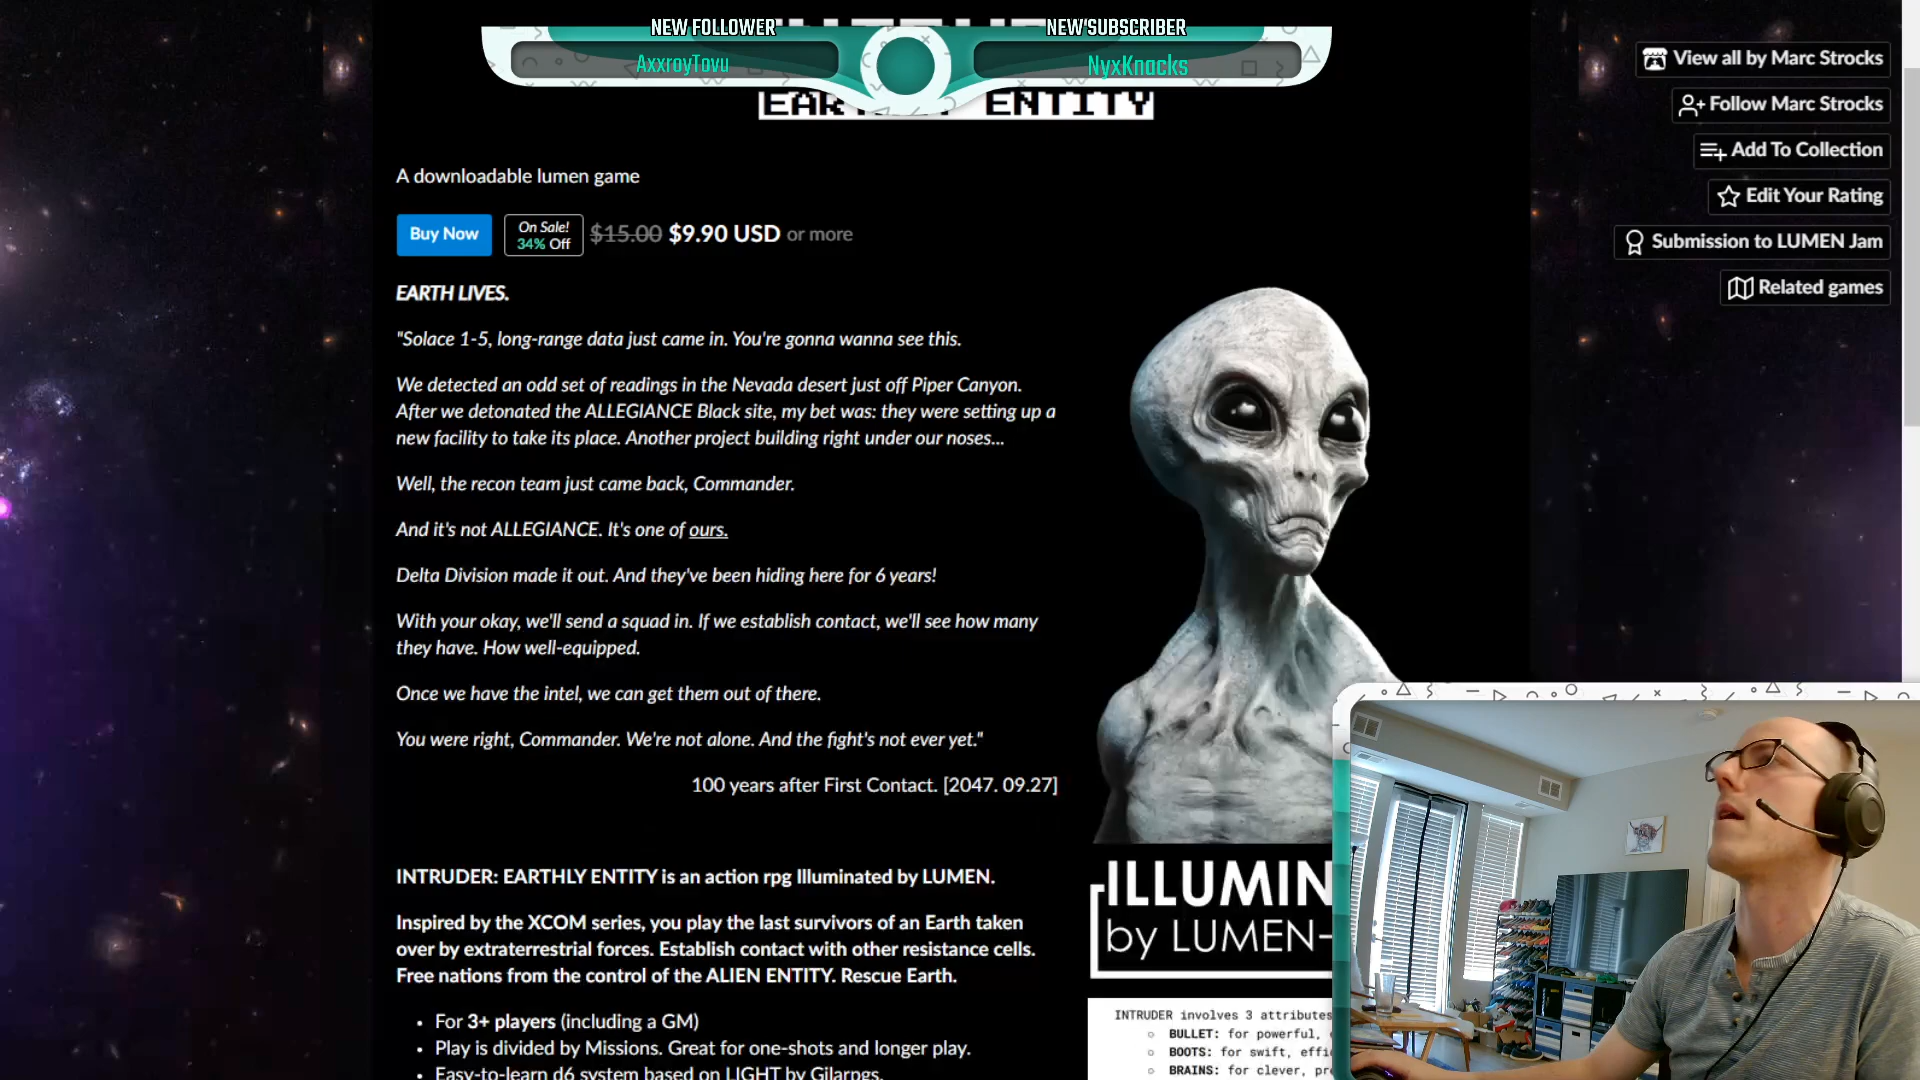 NEW FOLLOWER
NEW SUBSCRIBER
AxxroyTovu
NyxKnacks
ENTITY
View all by Marc Strocks
Follow Marc Strocks
Add To Collection
Edit Your Rating
Submission to LUMEN Jam
Related games
A downloadable lumen game
Buy Now
On Sale!
34% Off
$15.00 $9.90 USD or more
EARTH LIVES.
"Solace 1-5, long-range data just came in. You're gonna wanna see this.
We detected an odd set of readings in the Nevada desert just off Piper Canyon.
After we detonated the ALLEGIANCE Black site, my bet was: they were setting up a
new facility to take its place. Another project building right under our noses...
Well, the recon team just came back, Commander.
And it's not ALLEGIANCE. It's one of ours.
Delta Division made it out. And they've been hiding here for 6 years!
With your okay, we'll send a squad in. If we establish contact, we'll see how many
they have. How well-equipped.
Once we have the intel, we can get them out of there.
You were right, Commander. We're not alone. And the fight's not ever yet."
100 years after First Contact. [2047. 09.27]
INTRUDER: EARTHLY ENTITY is an action rpg Illuminated by LUMEN.
Inspired by the XCOM series, you play the last survivors of an Earth taken
over by extraterrestrial forces. Establish contact with other resistance cells.
Free nations from the control of the ALIEN ENTITY. Rescue Earth.
• For 3+ players (including a GM)
• Play is divided by Missions. Great for one-shots and longer play.
• Easy-to-learn d6 system based on LIGHT by Gilarpgs.
ILLUMIN
by LUMEN-
INTRUDER involves 3 attributes
BULLET: for powerful,
BOOTS: for swift, effi
BRAINS: for clever, pr